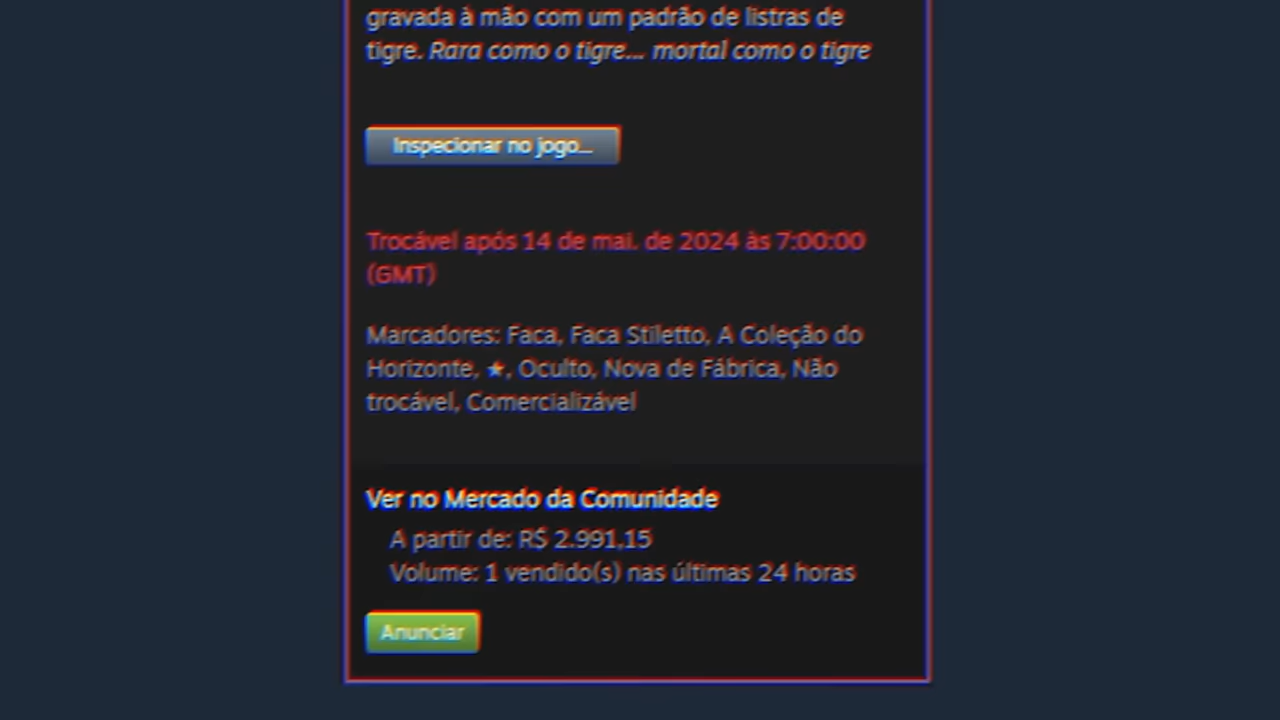 gravada à mão com um padrão de listras de
tigre. Rara como o tigre... mortal como o tigre
Inspecionar no jogo...
Trocável após 14 de mai. de 2024 às 7:00:00
(GMT)
Marcadores: Faca, Faca Stiletto, A Coleção do
Horizonte, ★, Oculto, Nova de Fábrica, Não
trocável, Comercializável
Ver no Mercado da Comunidade
A partir de: R$ 2.991,15
Volume: 1 vendido(s) nas últimas 24 horas
Anunciar